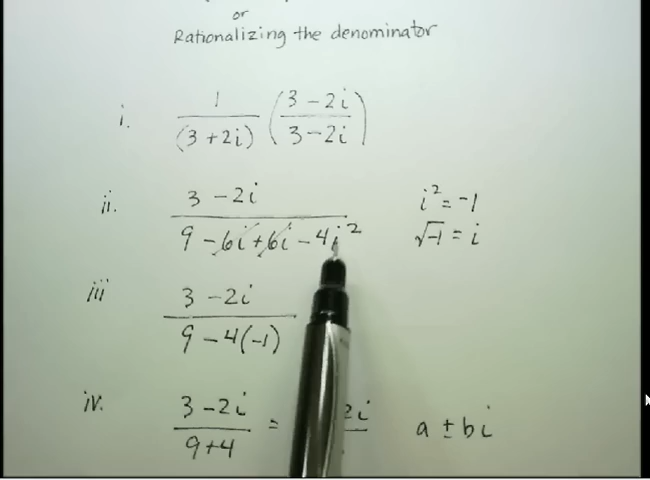 or
Rationalizing the denominator
i. 1/(3+2i) (3-2i/3-2i)
ii. 3-2i/9-6i+6i-4i² i²=-1
√-1=i
iii 3-2i/9-4(-1)
iv. 3-2i/9+4 = 2i a±bi